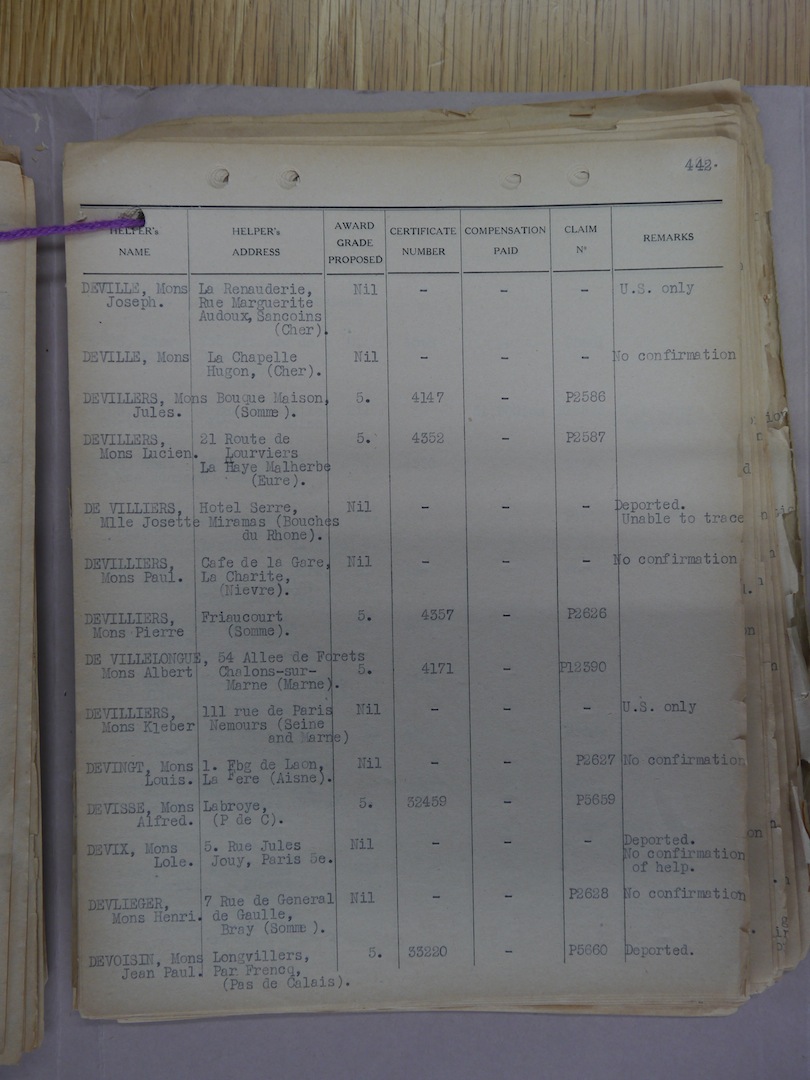 442.
HELPER's NAME | HELPER's ADDRESS | AWARD GRADE PROPOSED | CERTIFICATE NUMBER | COMPENSATION PAID | CLAIM Nº | REMARKS
DEVILLE, Mons La Renauderie, Nil - - - U.S. only
Joseph. Rue Marguerite
Audoux, Sancoins
(Cher).
DEVILLE, Mons La Chapelle Nil - - - No confirmation
Hugon, (Cher).
DEVILLERS, Mons Bouque Maison, 5. 4147 - P2586
Jules. (Somme).
DEVILLERS, 21 Route de 5. 4352 - P2587
Mons Lucien. Lourviers
La Haye Malherbe
(Eure).
DE VILLIERS, Hotel Serre, Nil - - - Deported.
Mlle Josette Miramas (Bouches Unable to trace
du Rhone).
DEVILLIERS, Cafe de la Gare, Nil - - - No confirmation
Mons Paul. La Charite,
(Nievre).
DEVILLIERS, Friaucourt 5. 4357 - P2626
Mons Pierre (Somme).
DE VILLELONGUE, 54 Allee de Forets
Mons Albert Chalons-sur- 5. 4171 - P12390
Marne (Marne).
DEVILLIERS, 111 rue de Paris Nil - - - U.S. only
Mons Kleber Nemours (Seine
and Marne)
DEVINGT, Mons 1. Fbg de Laon, Nil - - P2627 No confirmation
Louis. La Fere (Aisne).
DEVISSE, Mons Labroye, 5. 32459 - P5659
Alfred. (P de C).
DEVIX, Mons 5. Rue Jules Nil - - - Deported.
Lole. Jouy, Paris 5e. No confirmation
of help.
DEVLIEGER, 7 Rue de General Nil - - P2628 No confirmation
Mons Henri. de Gaulle,
Bray (Somme ).
DEVOISIN, Mons Longvillers, 5. 33220 - P5660 Deported.
Jean Paul. Par Frencq,
(Pas de Calais).